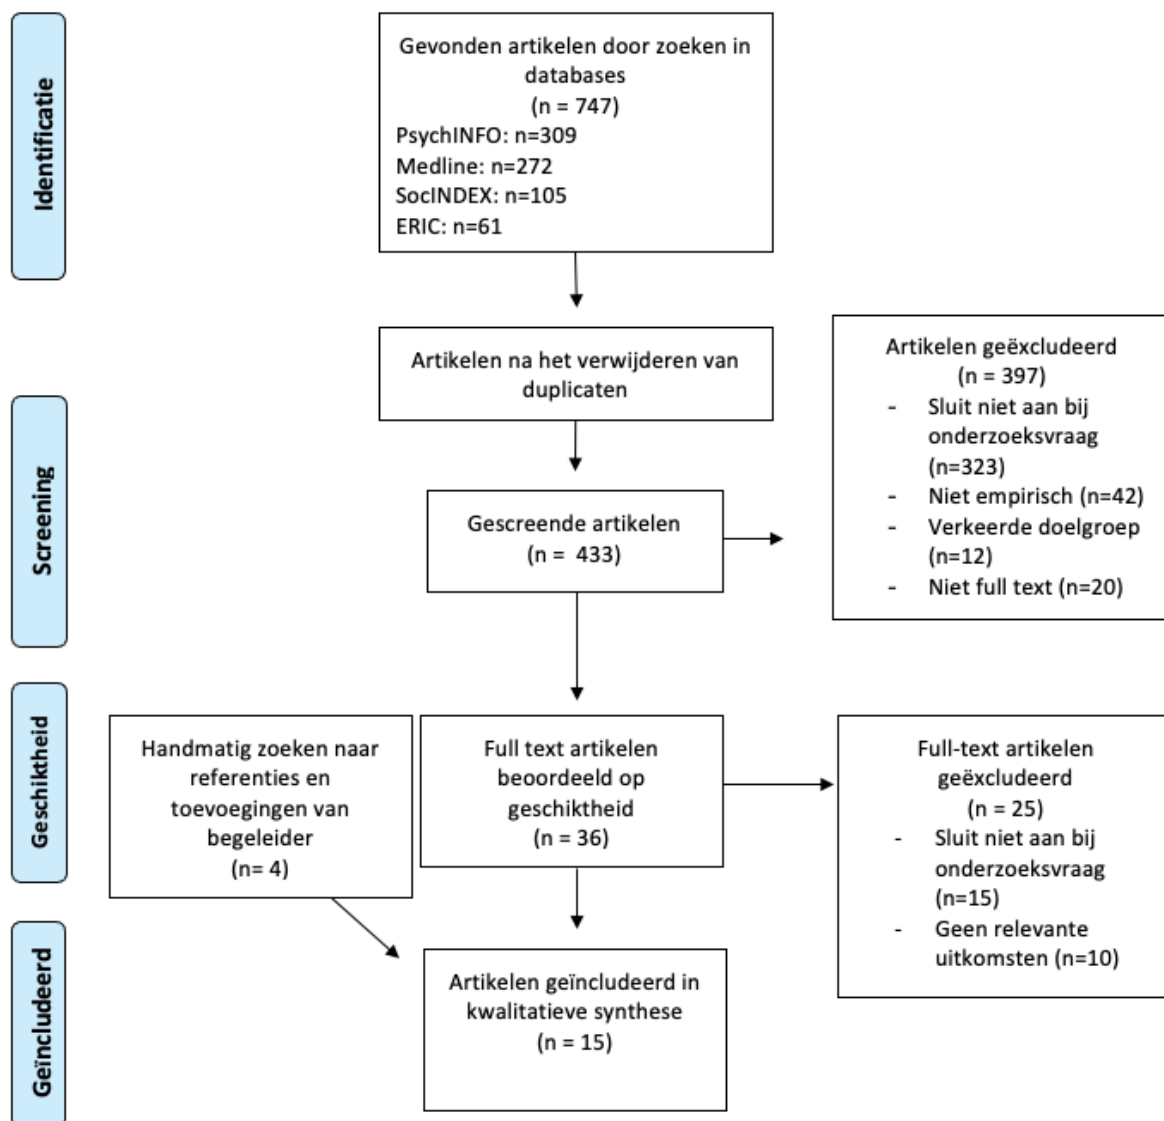 Identificatie
Gevonden artikelen door zoeken in
databases
(n = 747)
PsychINFO: n=309
Medline: n=272
SocINDEX: n=105
ERIC: n=61
Screening
Artikelen na het verwijderen van
duplicaten
Gescreende artikelen
(n = 433)
Artikelen geëxcludeerd
(n = 397)
- Sluit niet aan bij
onderzoeksvraag
(n=323)
- Niet empirisch (n=42)
- Verkeerde doelgroep
(n=12)
- Niet full text (n=20)
Geschiktheid
Handmatig zoeken naar
referenties en
toevoegingen van
begeleider
(n= 4)
Full text artikelen
beoordeeld op
geschiktheid
(n = 36)
Full-text artikelen
geëxcludeerd
(n = 25)
- Sluit niet aan bij
onderzoeksvraag
(n=15)
- Geen relevante
uitkomsten (n=10)
Geïncludeerd
Artikelen geïncludeerd in
kwalitatieve synthese
(n = 15)